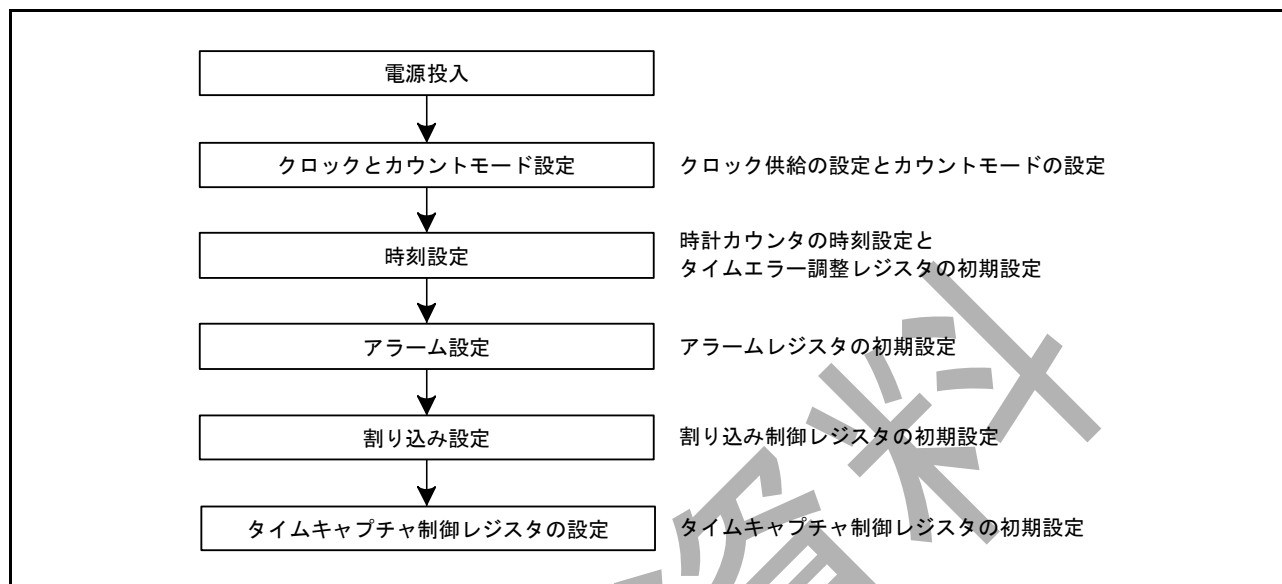 電源投入
クロックとカウントモード設定
クロック供給の設定とカウントモードの設定
時刻設定
時計カウンタの時刻設定と
タイムエラー調整レジスタの初期設定
アラーム設定
アラームレジスタの初期設定
割り込み設定
割り込み制御レジスタの初期設定
タイムキャプチャ制御レジスタの設定
タイムキャプチャ制御レジスタの初期設定
資料